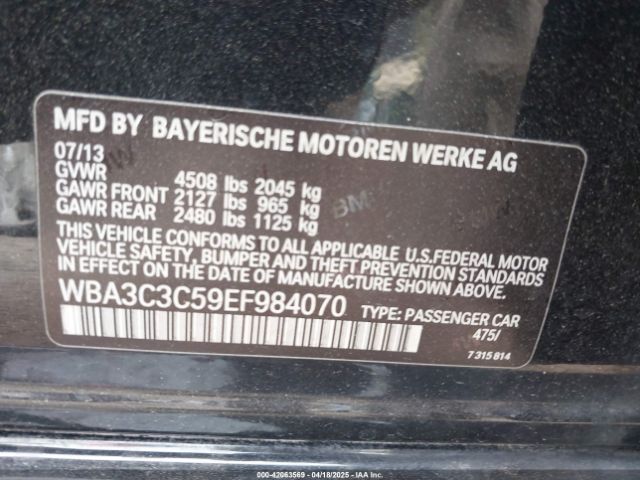 MFD BY BAYERISCHE MOTOREN WERKE AG
07/13
GVWR 4508 lbs 2045 kg
GAWR FRONT 2127 lbs 965 kg
GAWR REAR 2480 lbs 1125 kg
THIS VEHICLE CONFORMS TO ALL APPLICABLE U.S.FEDERAL MOTOR
VEHICLE SAFETY, BUMPER AND THEFT PREVENTION STANDARDS
IN EFFECT ON THE DATE OF MANUFACTURE SHOWN ABOVE.
WBA3C3C59EF984070 TYPE: PASSENGER CAR
475/
7 315 814
000-42063569 - 04/18/2025 - IAA Inc.